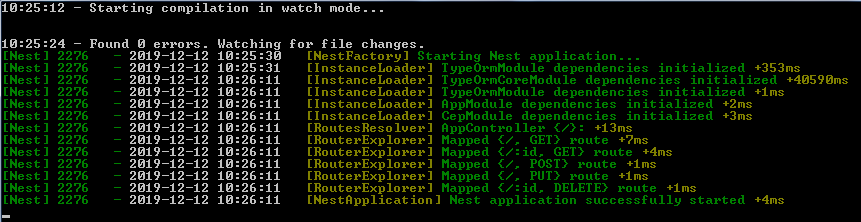 10:25:12 - Starting compilation in watch mode...
10:25:24 - Found 0 errors. Watching for file changes.
[Nest] 2276   - 2019-12-12 10:25:30   [NestFactory] Starting Nest application...
[Nest] 2276   - 2019-12-12 10:25:31   [InstanceLoader] TypeOrmModule dependencies initialized +353ms
[Nest] 2276   - 2019-12-12 10:26:11   [InstanceLoader] TypeOrmCoreModule dependencies initialized +40590ms
[Nest] 2276   - 2019-12-12 10:26:11   [InstanceLoader] TypeOrmModule dependencies initialized +1ms
[Nest] 2276   - 2019-12-12 10:26:11   [InstanceLoader] AppModule dependencies initialized +2ms
[Nest] 2276   - 2019-12-12 10:26:11   [InstanceLoader] CepModule dependencies initialized +3ms
[Nest] 2276   - 2019-12-12 10:26:11   [RoutesResolver] AppController {/}: +13ms
[Nest] 2276   - 2019-12-12 10:26:11   [RouterExplorer] Mapped {/, GET} route +7ms
[Nest] 2276   - 2019-12-12 10:26:11   [RouterExplorer] Mapped {/:id, GET} route +4ms
[Nest] 2276   - 2019-12-12 10:26:11   [RouterExplorer] Mapped {/, POST} route +1ms
[Nest] 2276   - 2019-12-12 10:26:11   [RouterExplorer] Mapped {/, PUT} route +1ms
[Nest] 2276   - 2019-12-12 10:26:11   [RouterExplorer] Mapped {/:id, DELETE} route +1ms
[Nest] 2276   - 2019-12-12 10:26:11   [NestApplication] Nest application successfully started +4ms